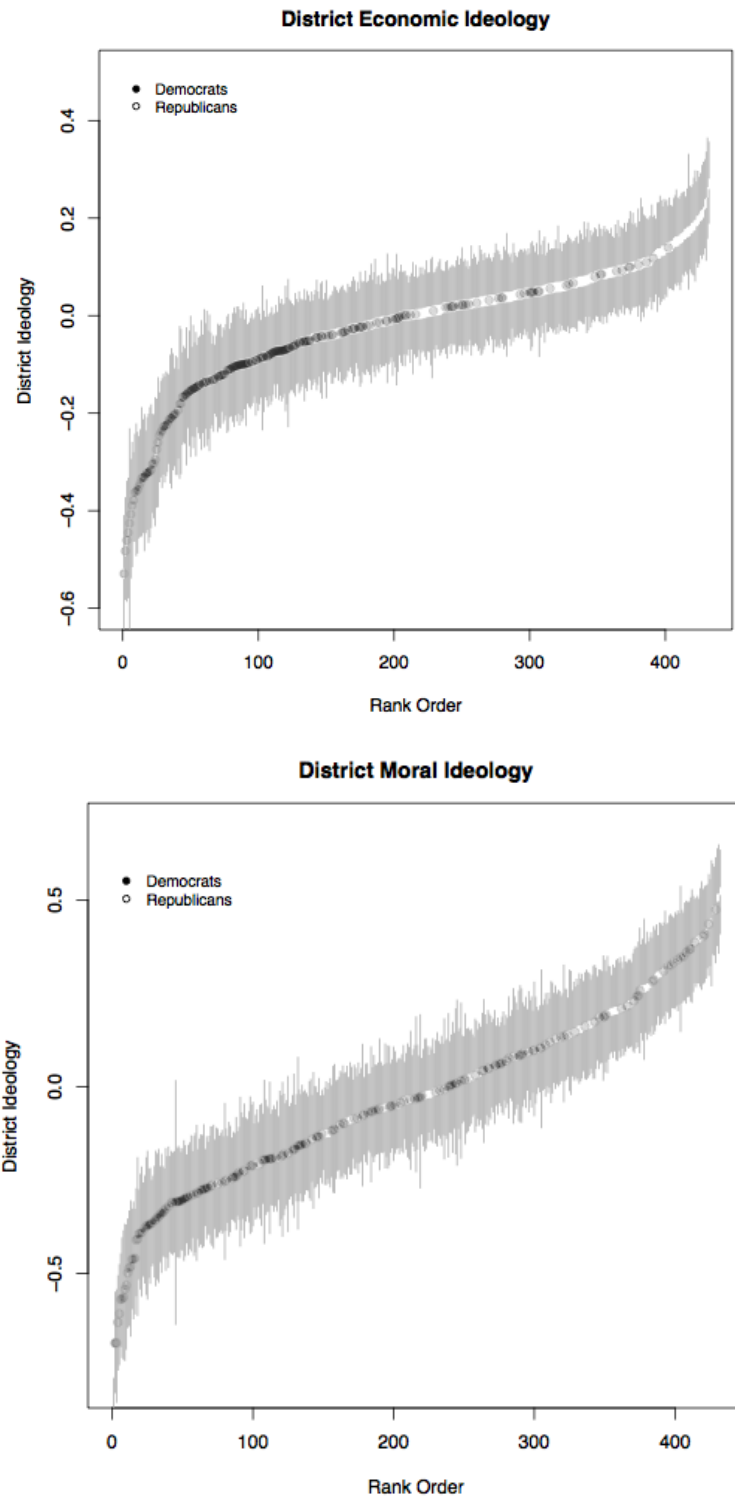 District Economic Ideology
Democrats
Republicans
District Ideology
0.4
0.2
0.0
−0.2
−0.4
−0.6
0
100
200
300
400
Rank Order
District Moral Ideology
Democrats
Republicans
District Ideology
0.5
0.0
−0.5
0
100
200
300
400
Rank Order